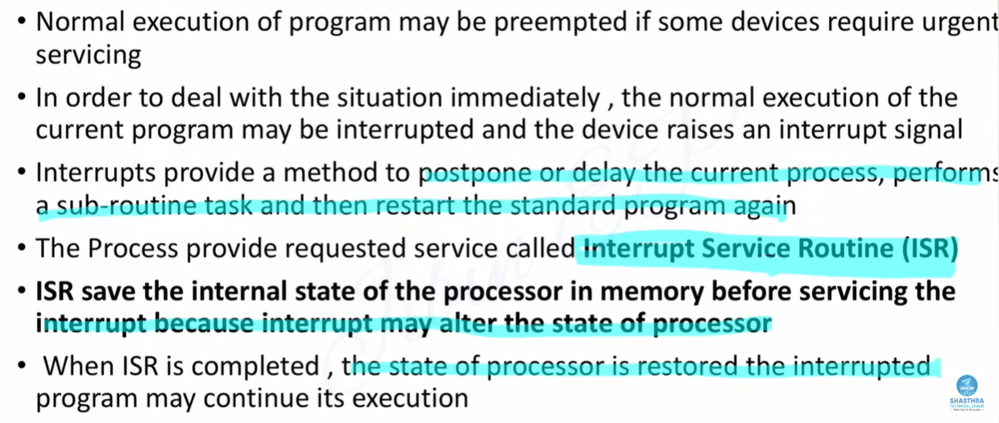 • Normal execution of program may be preempted if some devices require urgent
servicing
• In order to deal with the situation immediately , the normal execution of the
current program may be interrupted and the device raises an interrupt signal
• Interrupts provide a method to postpone or delay the current process, performs
a sub-routine task and then restart the standard program again
• The Process provide requested service called Interrupt Service Routine (ISR)
• ISR save the internal state of the processor in memory before servicing the
interrupt because interrupt may alter the state of processor
• When ISR is completed , the state of processor is restored the interrupted
program may continue its execution
SHASTHRA
TECHNICAL EXAMS